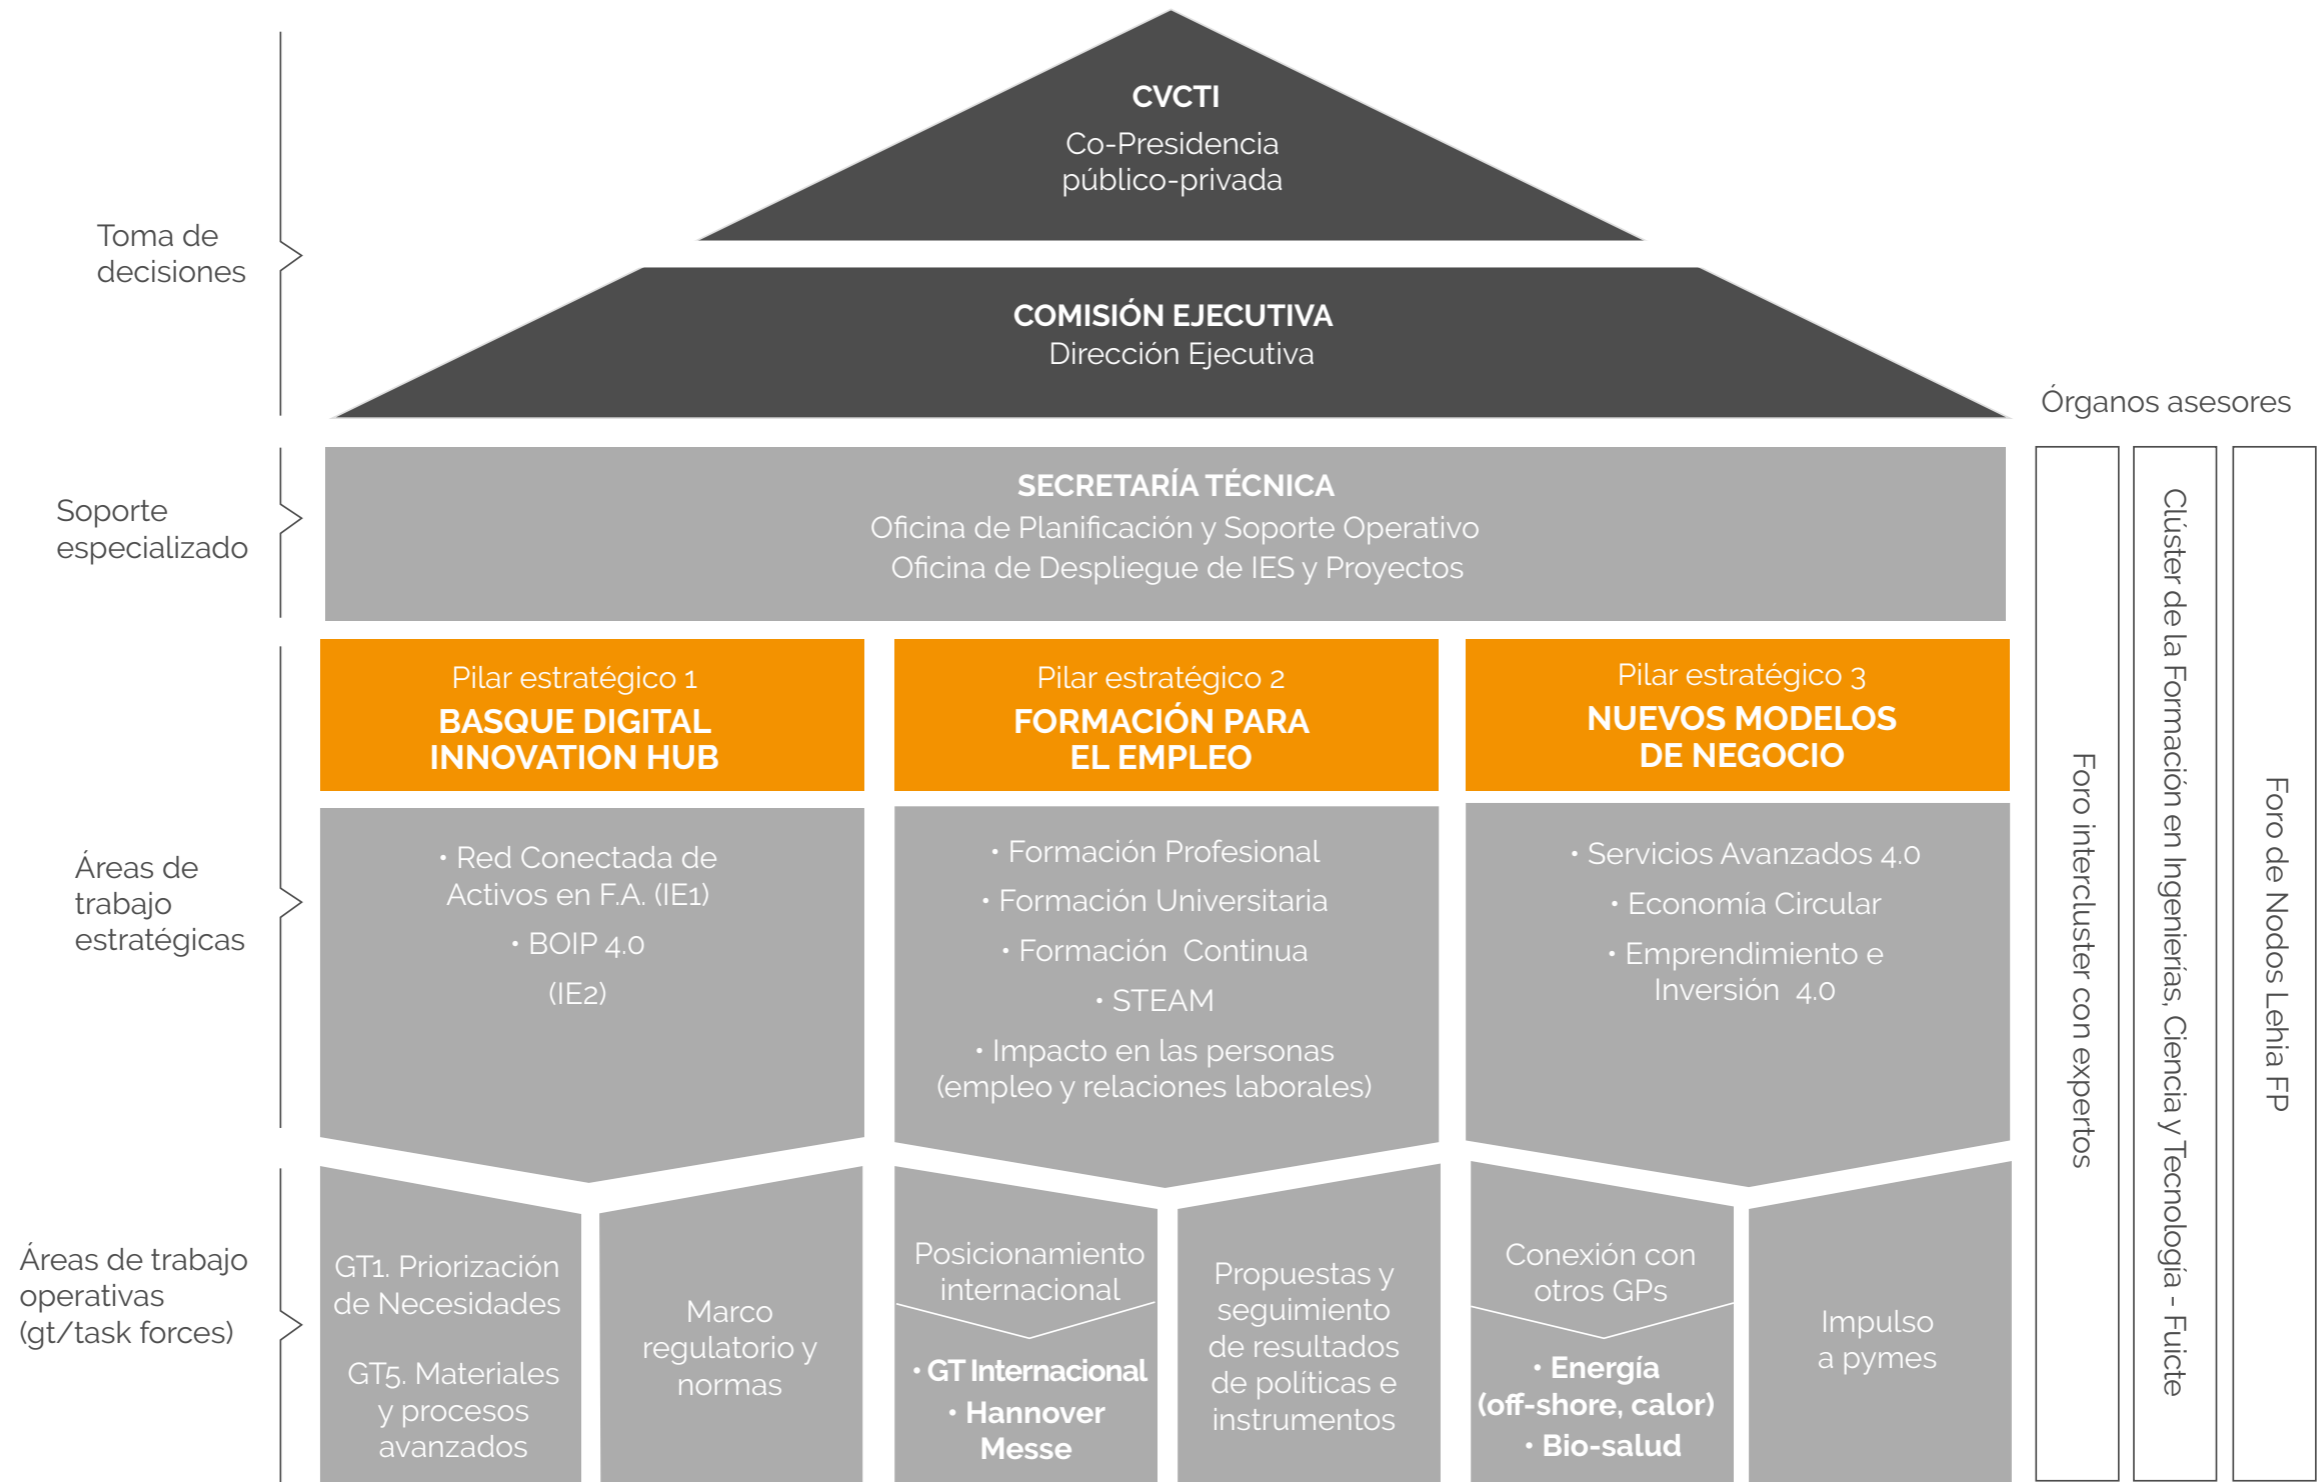 CVCTI
Co-Presidencia
público-privada
Toma de
decisiones
COMISIÓN EJECUTIVA
Dirección Ejecutiva
Órganos asesores
Soporte
especializado
SECRETARÍA TÉCNICA
Oficina de Planificación y Soporte Operativo
Oficina de Despliegue de IES y Proyectos
Pilar estratégico 1
BASQUE DIGITAL
INNOVATION HUB
Pilar estratégico 2
FORMACIÓN PARA
EL EMPLEO
Pilar estratégico 3
NUEVOS MODELOS
DE NEGOCIO
Áreas de
trabajo
estratégicas
• Red Conectada de
Activos en F.A. (IE1)
• BOIP 4.0
(IE2)
• Formación Profesional
• Formación Universitaria
• Formación Continua
• STEAM
• Impacto en las personas
(empleo y relaciones laborales)
• Servicios Avanzados 4.0
• Economía Circular
• Emprendimiento e
Inversión 4.0
Áreas de trabajo
operativas
(gt/task forces)
GT1. Priorización
de Necesidades
GT5. Materiales
y procesos
avanzados
Marco
regulatorio y
normas
Posicionamiento
internacional
• GT Internacional
• Hannover
Messe
Propuestas y
seguimiento
de resultados
de políticas e
instrumentos
Conexión con
otros GPs
• Energía
(off-shore, calor)
• Bio-salud
Impulso
a pymes
Foro intercluster con expertos
Clúster de la Formación en Ingenierías, Ciencia y Tecnología - Fuicte
Foro de Nodos Lehia FP